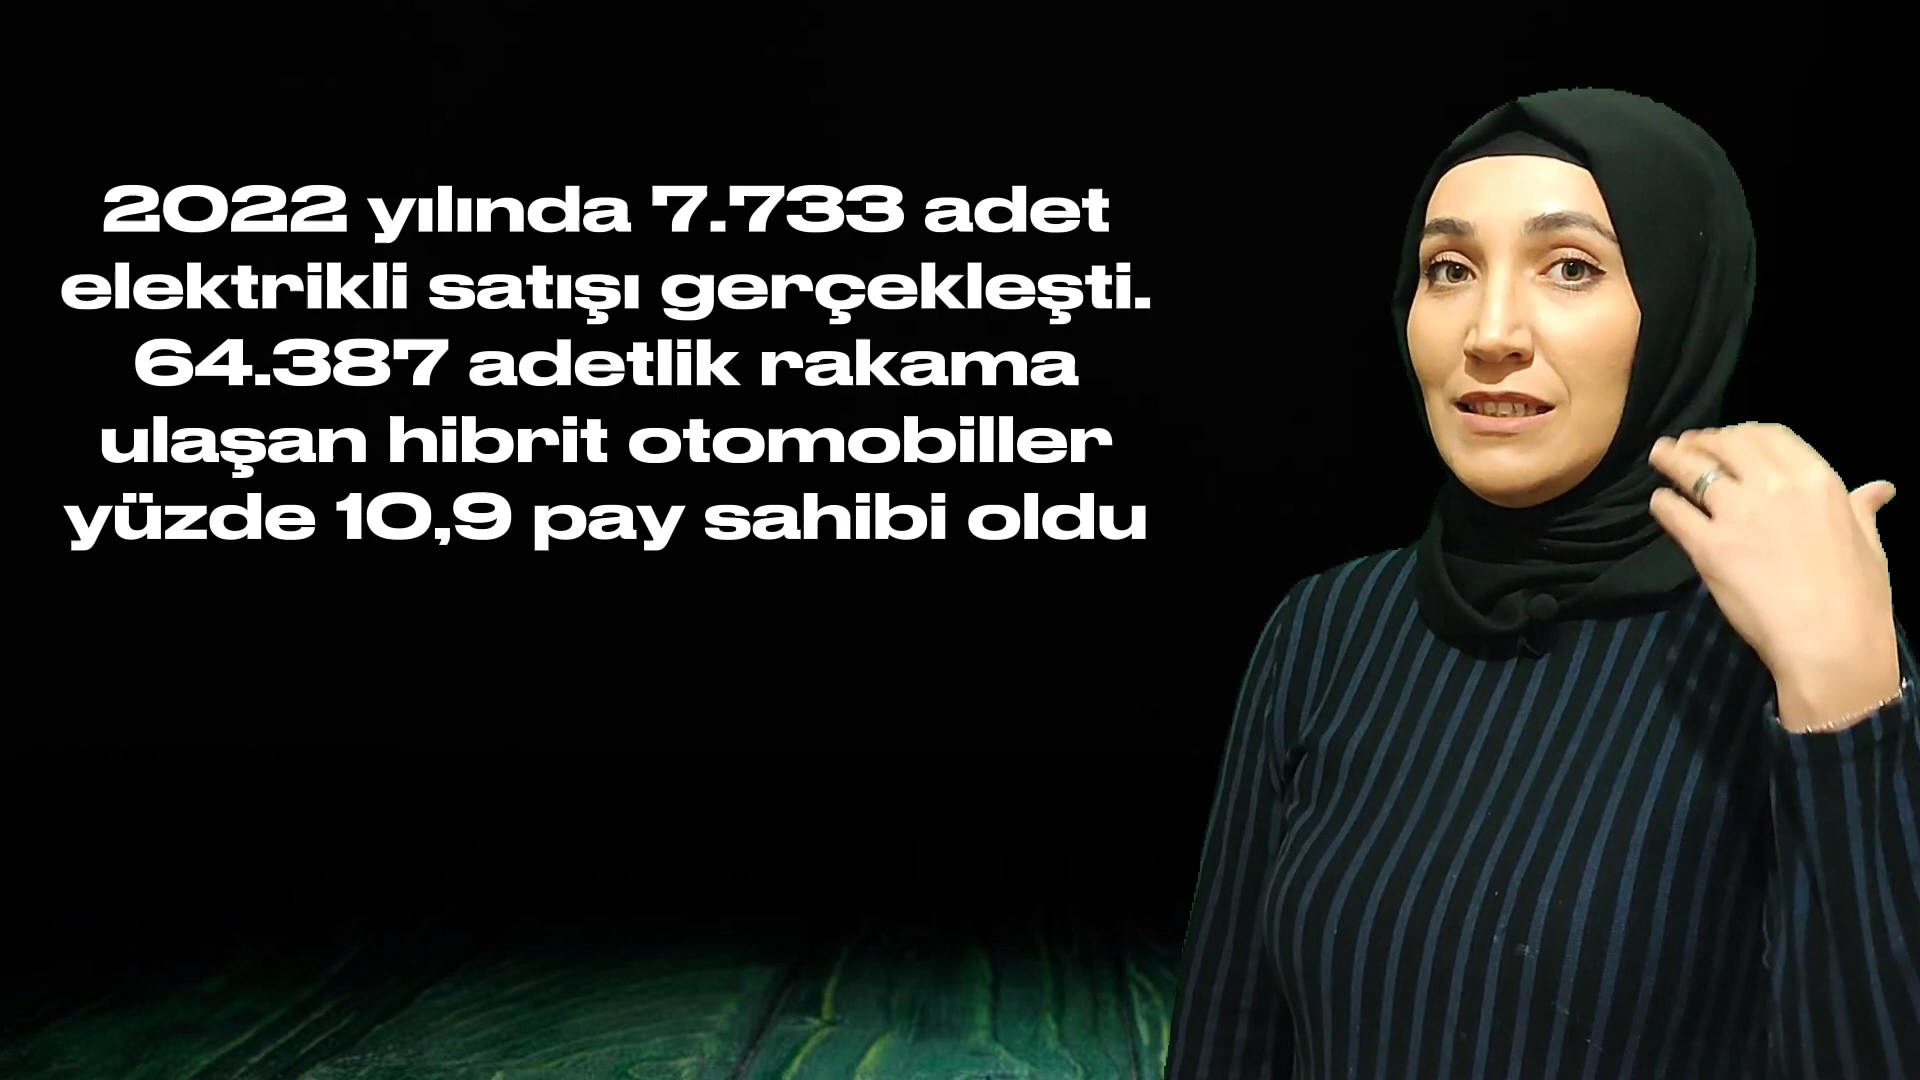 2022 yılında 7.733 adet
elektrikli satışı gerçekleşti.
64.387 adetlik rakama
ulaşan hibrit otomobiller
yüzde 10,9 pay sahibi oldu